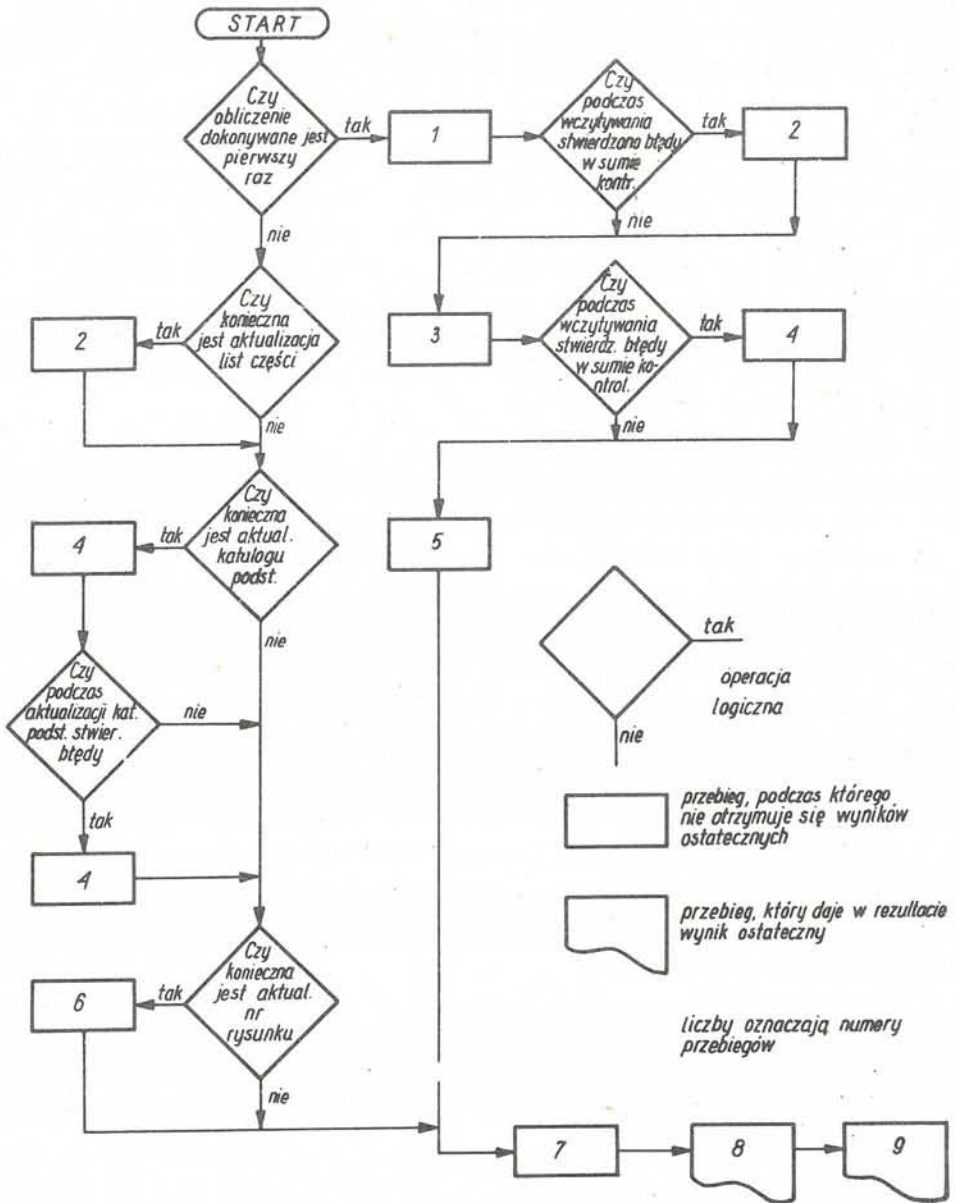 START
Czy
obliczenie
dokonywane jest
pierwszy
raz
tak
1
Czy
podczas
wczytywania
stwierdzono błędy
w sumie
kontr.
tak
2
nie
nie
Czy
konieczna
jest aktualizacja
list części
tak
2
nie
3
Czy
podczas
wczytywania
stwierdz. błędy
w sumie ko-
ntrol.
tak
4
nie
Czy
konieczna
jest aktual.
katulogu
podst.
tak
4
nie
5
Czy
podczas
aktualizacji kat.
podst. stwier.
błędy
nie
tak
4
tak
operacja
logiczna
nie
przebieg, podczas którego
nie otrzymuje się wyników
ostatecznych
przebieg, który daje w rezultacie
wynik ostateczny
liczby oznaczają numery
przebiegów
Czy
konieczna
jest aktual.
nr
rysunku
tak
6
nie
7
8
9